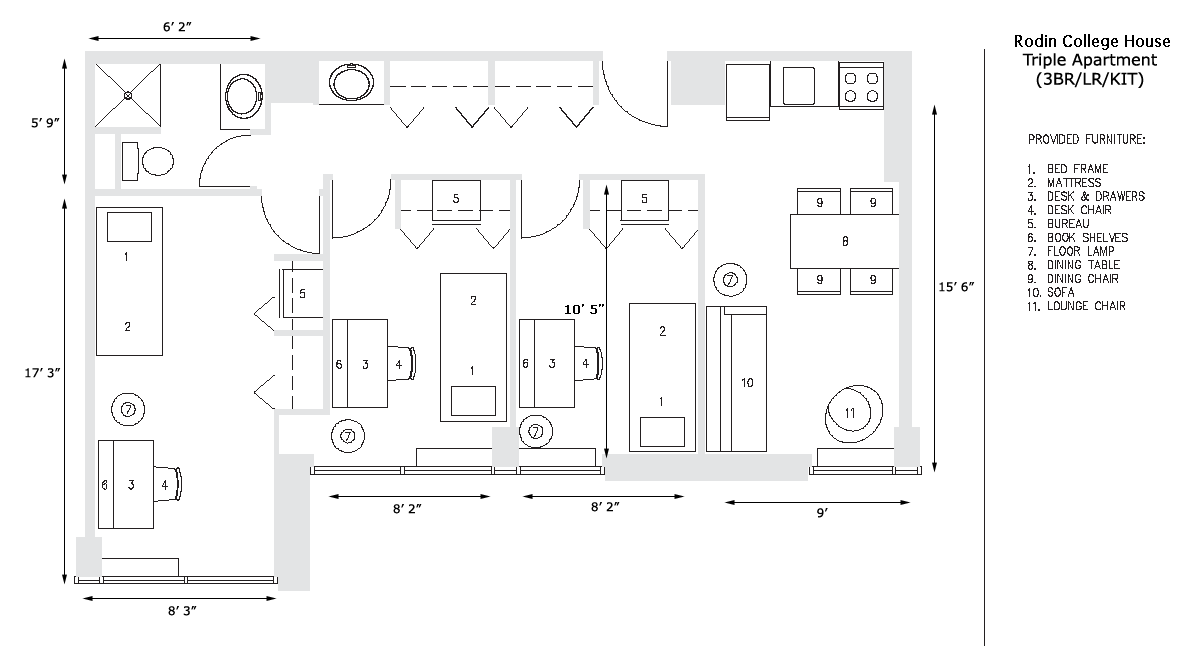 Rodin College House
Triple Apartment
(3BR/LR/KIT)
PROVIDED FURNITURE:
1. BED FRAME
2. MATTRESS
3. DESK & DRAWERS
4. DESK CHAIR
5. BUREAU
6. BOOK SHELVES
7. FLOOR LAMP
8. DINING TABLE
9. DINING CHAIR
10. SOFA
11. LOUNGE CHAIR
6' 2"
5' 9"
17' 3"
8' 3"
8' 2"
10' 5"
8' 2"
9'
15' 6"
1
2
7
6 3 4
5
5
2
1
6 3 4
7
5
2
1
6 3 4
7
7
10
9 9
8
9 9
11